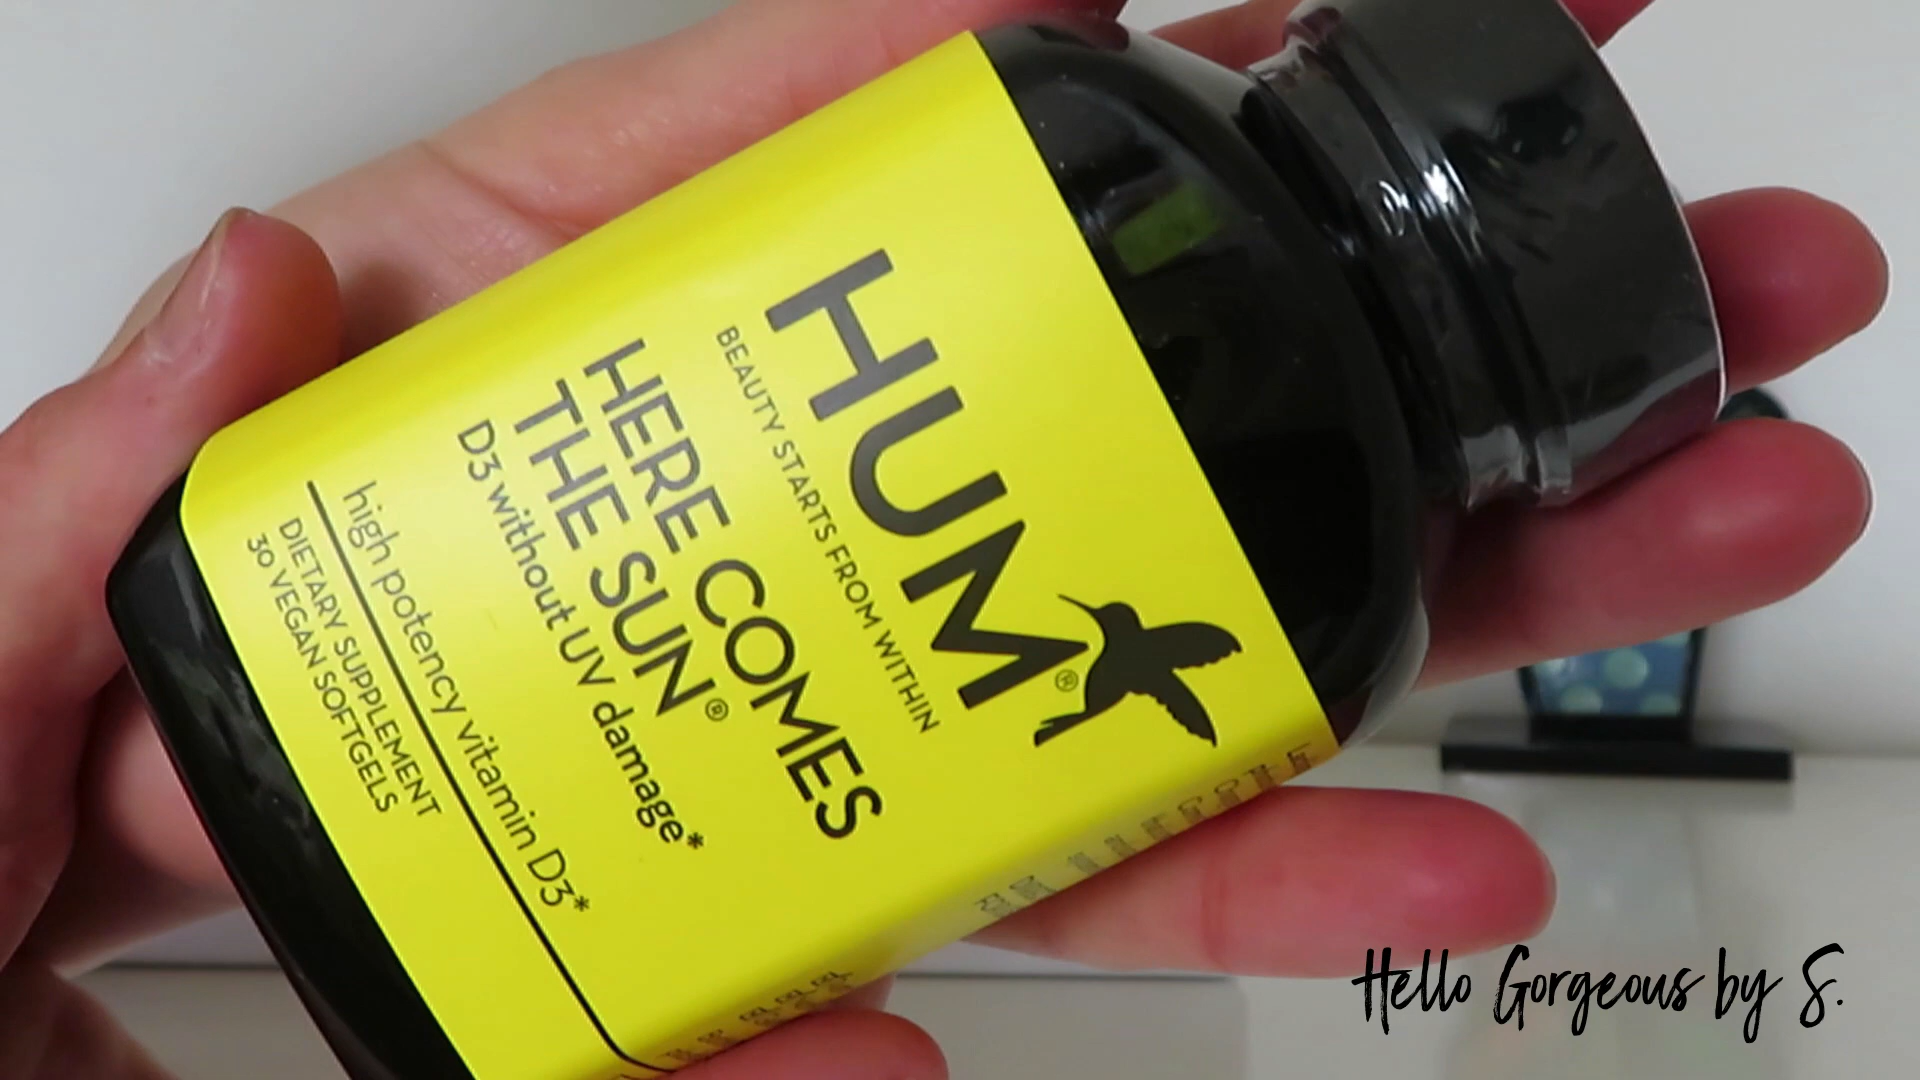 HUM®
BEAUTY STARTS FROM WITHIN
HERE COMES
THE SUN®
D3 without UV damage*
high potency vitamin D3*
DIETARY SUPPLEMENT
30 VEGAN SOFTGELS
Hello Gorgeous by S.